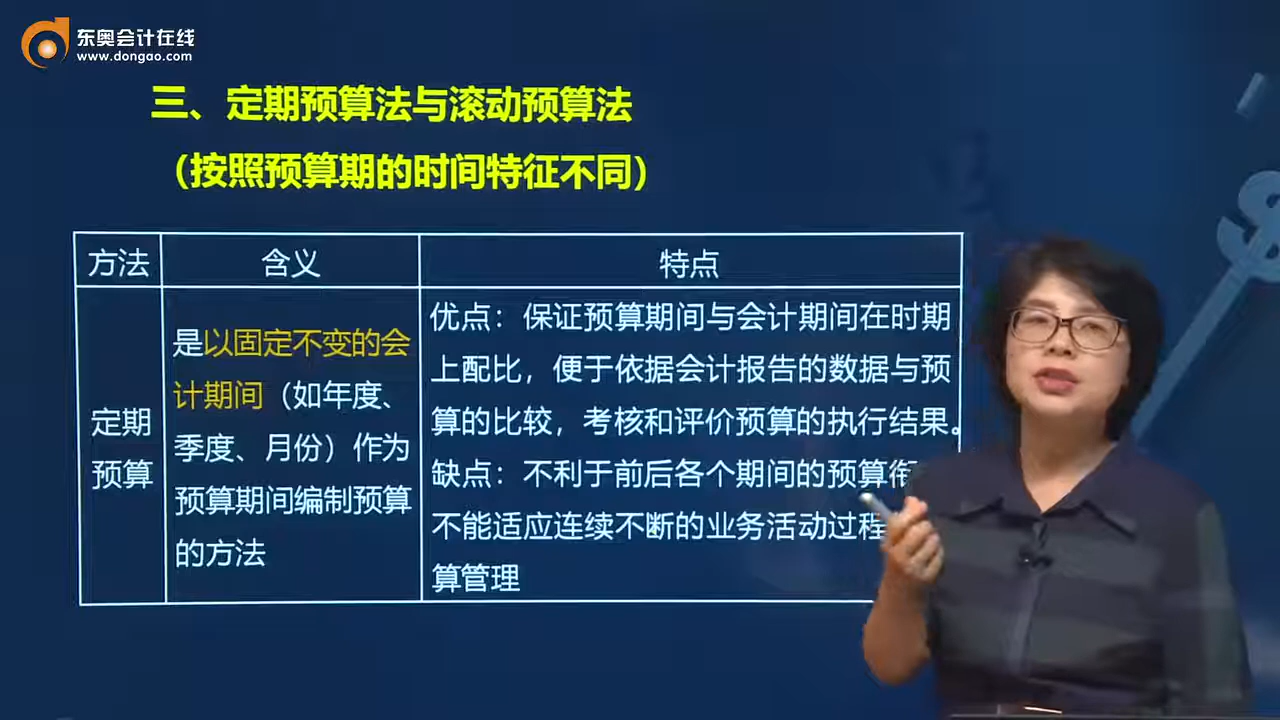 东奥会计在线
www.dongao.com
三、定期预算法与滚动预算法
（按照预算期的时间特征不同）
方法
含义
特点
定期
预算
是以固定不变的会
计期间（如年度、
季度、月份）作为
预算期间编制预算
的方法
优点：保证预算期间与会计期间在时期
上配比，便于依据会计报告的数据与预
算的比较，考核和评价预算的执行结果。
缺点：不利于前后各个期间的预算
不能适应连续不断的业务活动过程
算管理